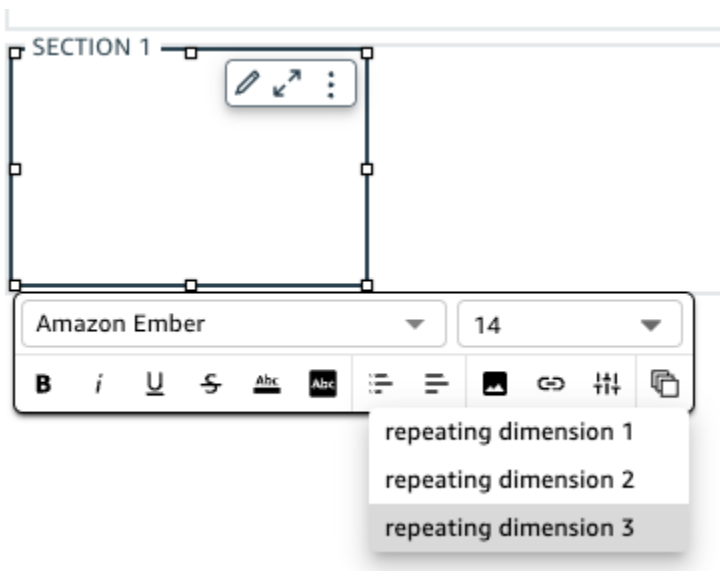 SECTION 1
Amazon Ember
14
B i U S Abc Abc
repeating dimension 1
repeating dimension 2
repeating dimension 3